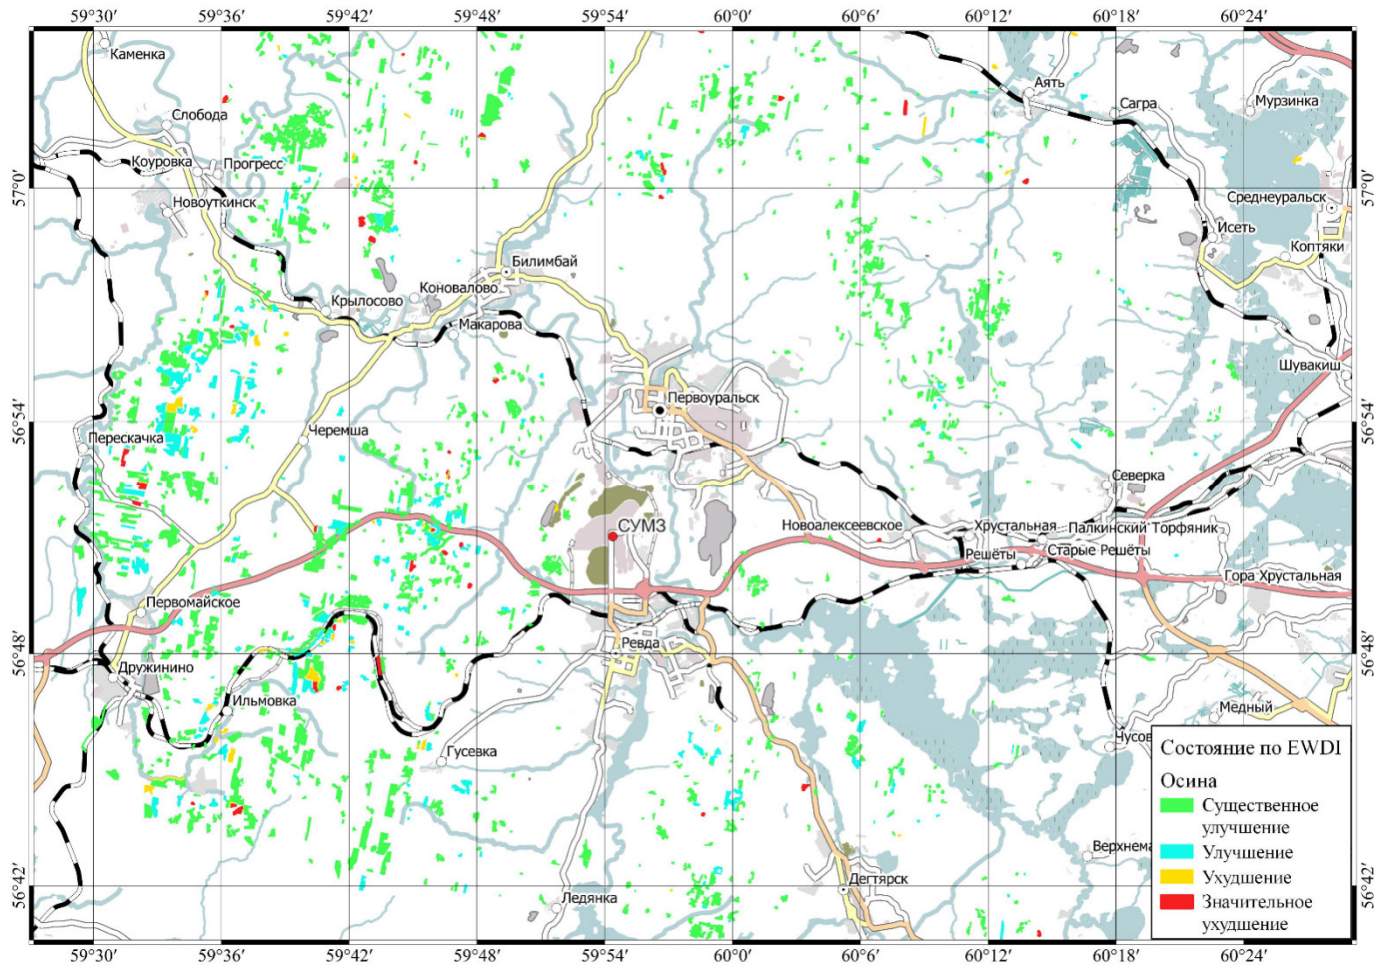 59°30' 59°36' 59°42' 59°48' 59°54' 60°0' 60°6' 60°12' 60°18' 60°24'
Каменка
Аять
Сагра
Мурзинка
Слобода
Коуровка
Прогресс
57°0' 57°0'
Новоуткинск
Среднеуральск
Исеть
Коптяки
Билимбай
Коновалово
Крылосово
Макарова
Шувакиш
Первоуральск
56°54' 56°54'
Перескачка
Черемша
Северка
СУМЗ
Новоалексеевское
Хрустальная
Палкинский Торфяник
Решёты
Старые Решёты
Гора Хрустальная
Первомайское
Ревда
56°48' 56°48'
Дружинино
Ильмовка
Медный
Гусевка
Чусов
Состояние по EWDI
Осина
Существенное
улучшение
Улучшение
Ухудшение
Значительное
ухудшение
Верхнема
Дегтярск
56°42' 56°42'
Ледянка
59°30' 59°36' 59°42' 59°48' 59°54' 60°0' 60°6' 60°12' 60°18' 60°24'